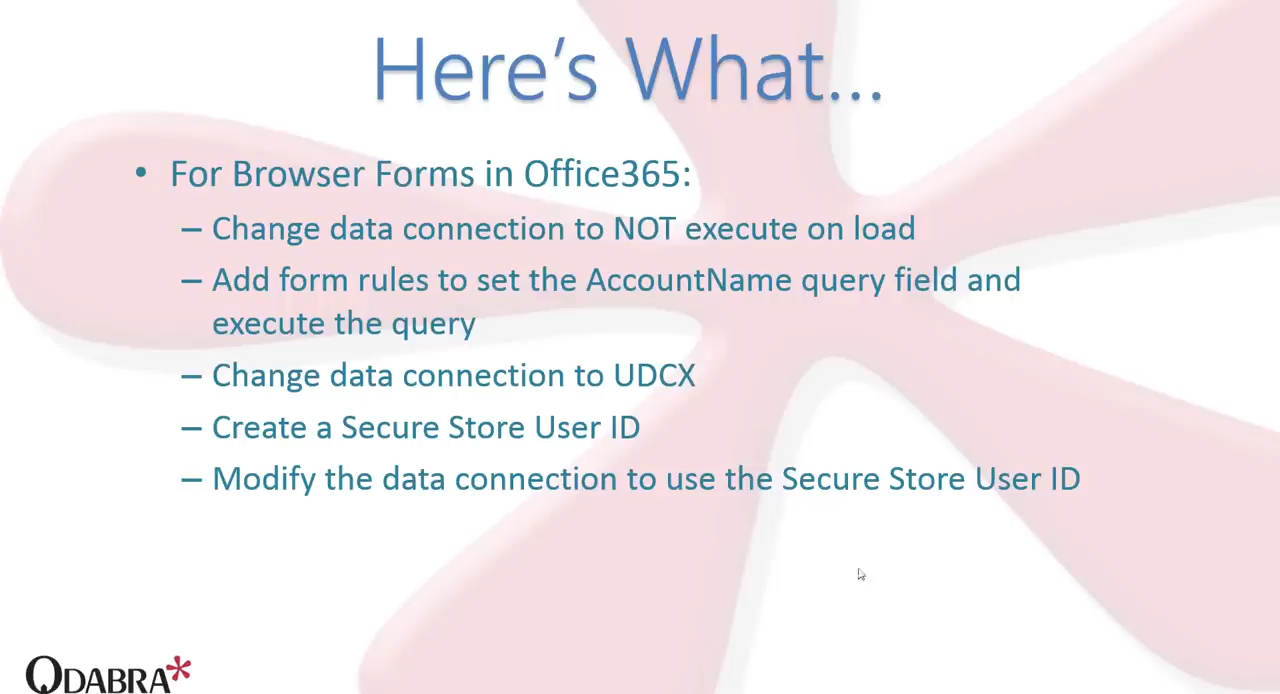 Here's What...
• For Browser Forms in Office365:
– Change data connection to NOT execute on load
– Add form rules to set the AccountName query field and
execute the query
– Change data connection to UDCX
– Create a Secure Store User ID
– Modify the data connection to use the Secure Store User ID
QDABRA*